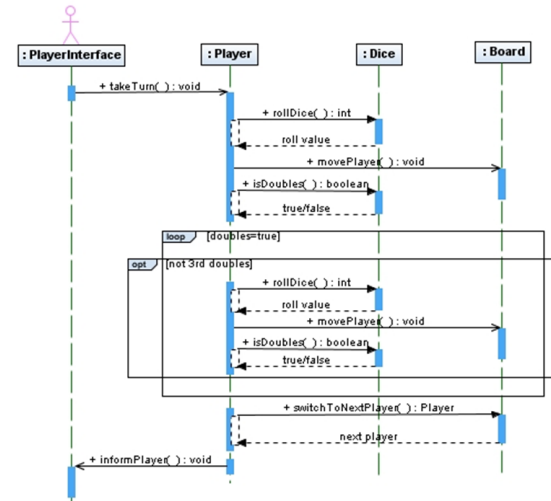 : PlayerInterface
: Player
: Dice
: Board
+ takeTurn( ) : void
+ rollDice( ) : int
roll value
+ movePlayer( ) : void
+ isDoubles( ) : boolean
true/false
loop
[doubles=true]
opt
[not 3rd doubles]
+ rollDice( ) : int
roll value
+ movePlayer( ) : void
+ isDoubles( ) : boolean
true/false
+ switchToNextPlayer( ) : Player
next player
+ informPlayer( ) : void